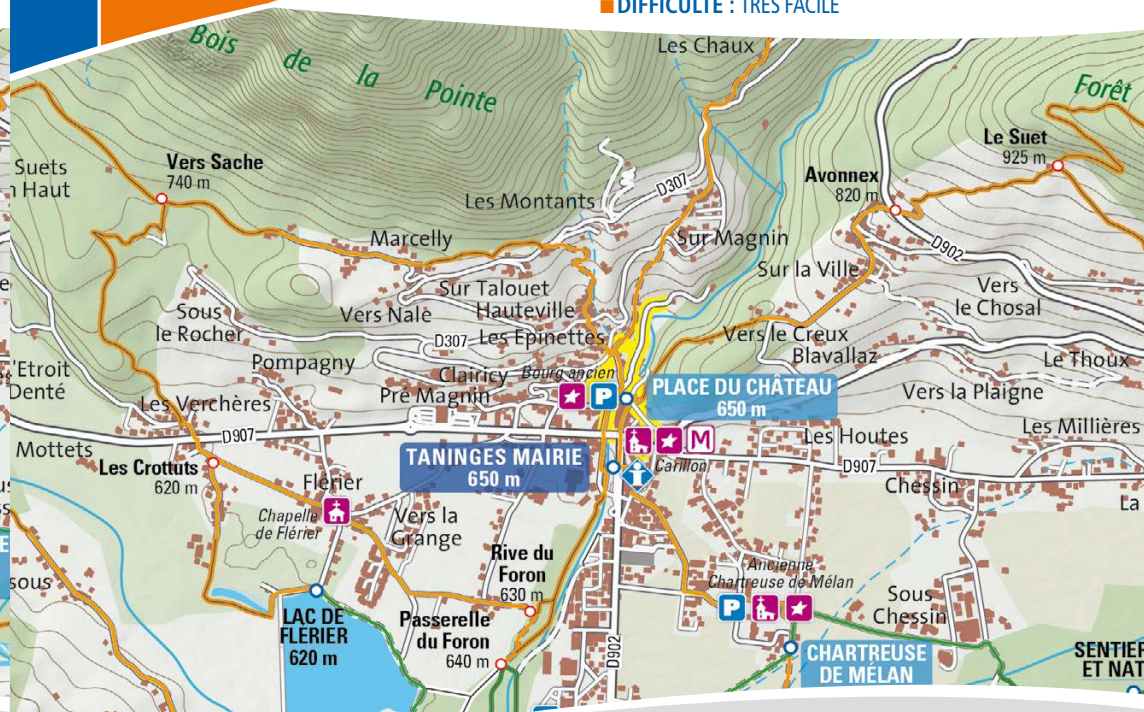 ■ DIFFICULTÉ : TRÈS FACILE
Bois de la Pointe
Les Chaux
Forêt
Le Suet
925 m
Suets
Haut
Vers Sache
740 m
Avonnex
820 m
D307
Les Montants
Marcelly
Sur Magnin
D902
Sur la Ville
Sur Talouet
Vers
le Chosal
Sous
le Rocher
Vers Nale
Hauteville
D307
Les Epinettes
Vers le Creux
Blavallaz
Le Thoux
Pompagny
'Etroit
Denté
Clairicy
Bourg ancien
Pré Magnin
P
PLACE DU CHÂTEAU
650 m
Vers la Plaigne
Les Verchères
Les Millières
Mottets
D907
M
Les Houtes
TANINGES MAIRIE
650 m
Carillon
D907
Les Crottuts
620 m
Flerier
Chessin
La
Chapelle
de Flérier
Vers la
Grange
Rive du
Foron
630 m
Ancienne
Chartreuse de Mélan
P
sous
Sous
Chessin
LAC DE
FLERIER
620 m
Passerelle
du Foron
640 m
D902
CHARTREUSE
DE MÉLAN
SENTIER
ET NAT